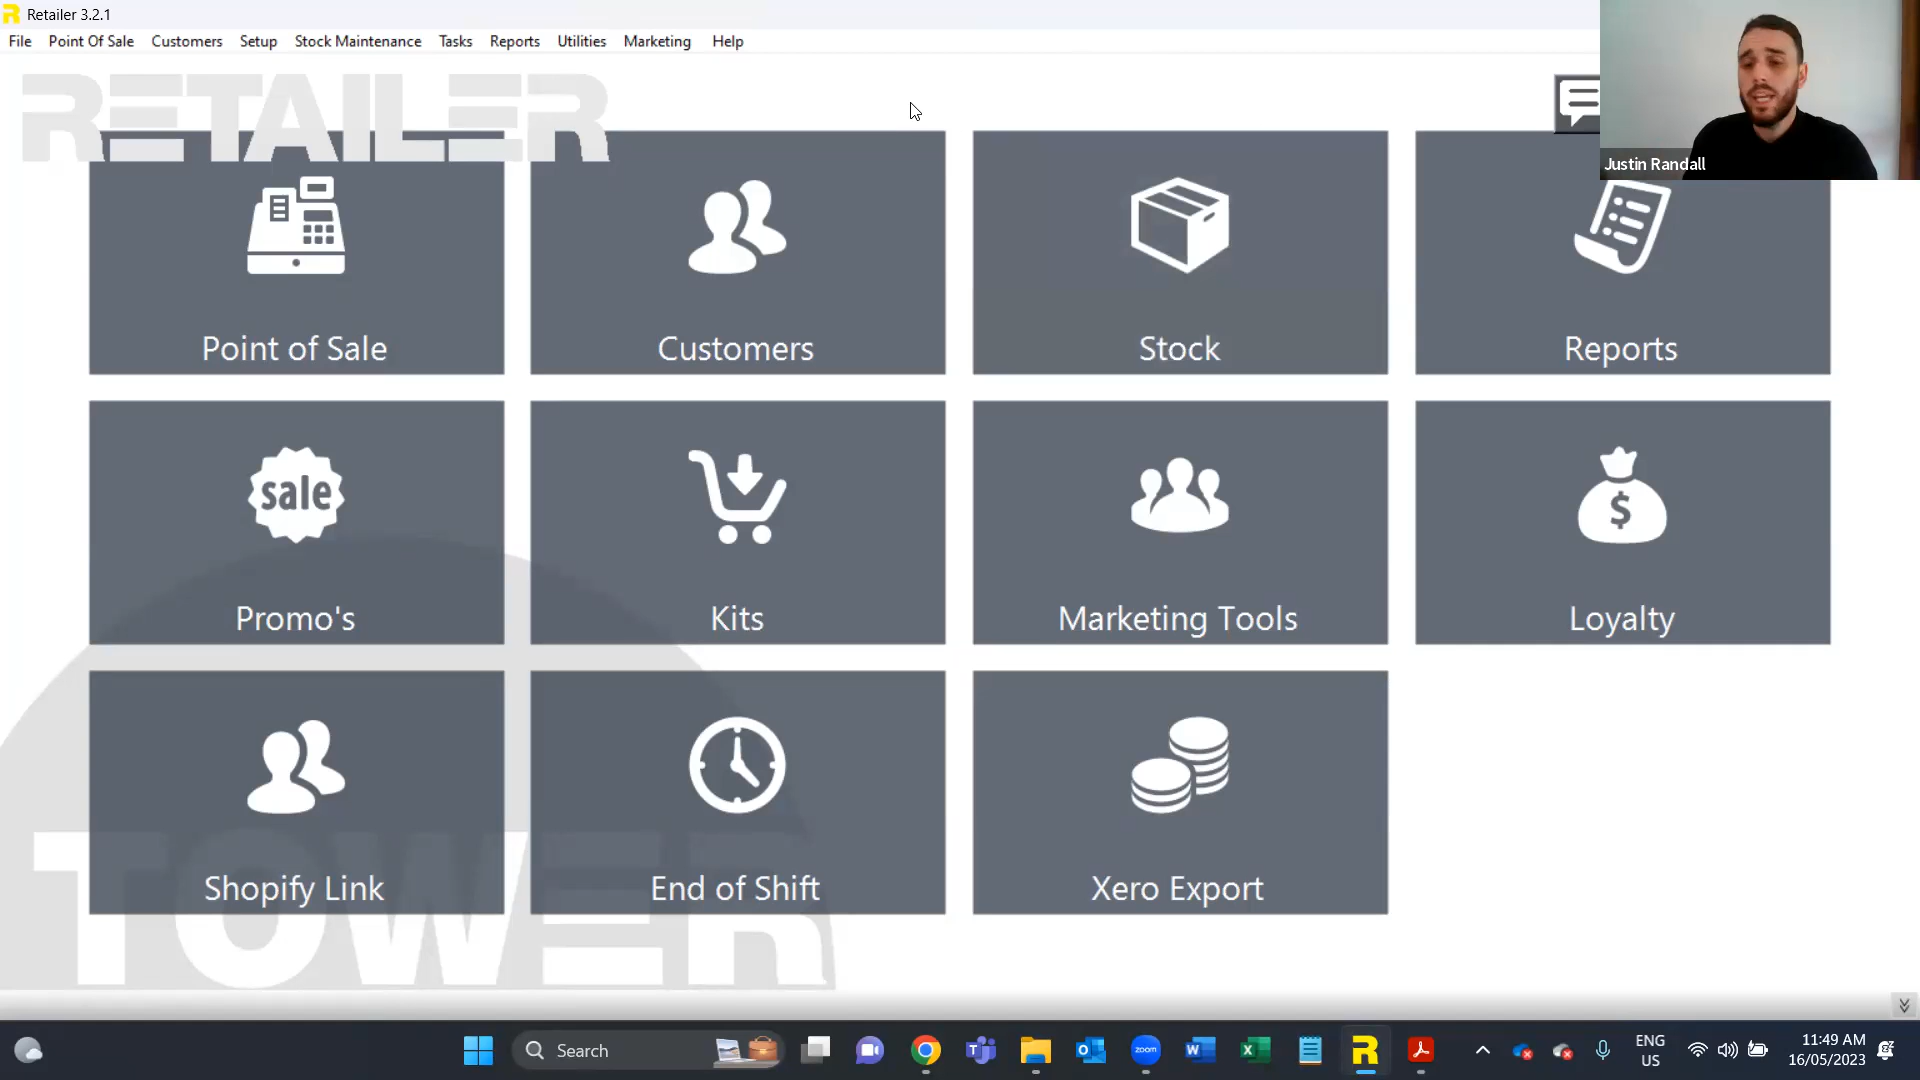 Retailer 3.2.1
File Point Of Sale Customers Setup Stock Maintenance Tasks Reports Utilities Marketing Help
RETAILER
Justin Randall
Point of Sale
Customers
Stock
Reports
sale
$
Promo's
Kits
Marketing Tools
Loyalty
Shopify Link
End of Shift
Xero Export
TOWER
Search
zoom
ENG
US
11:49 AM
16/05/2023